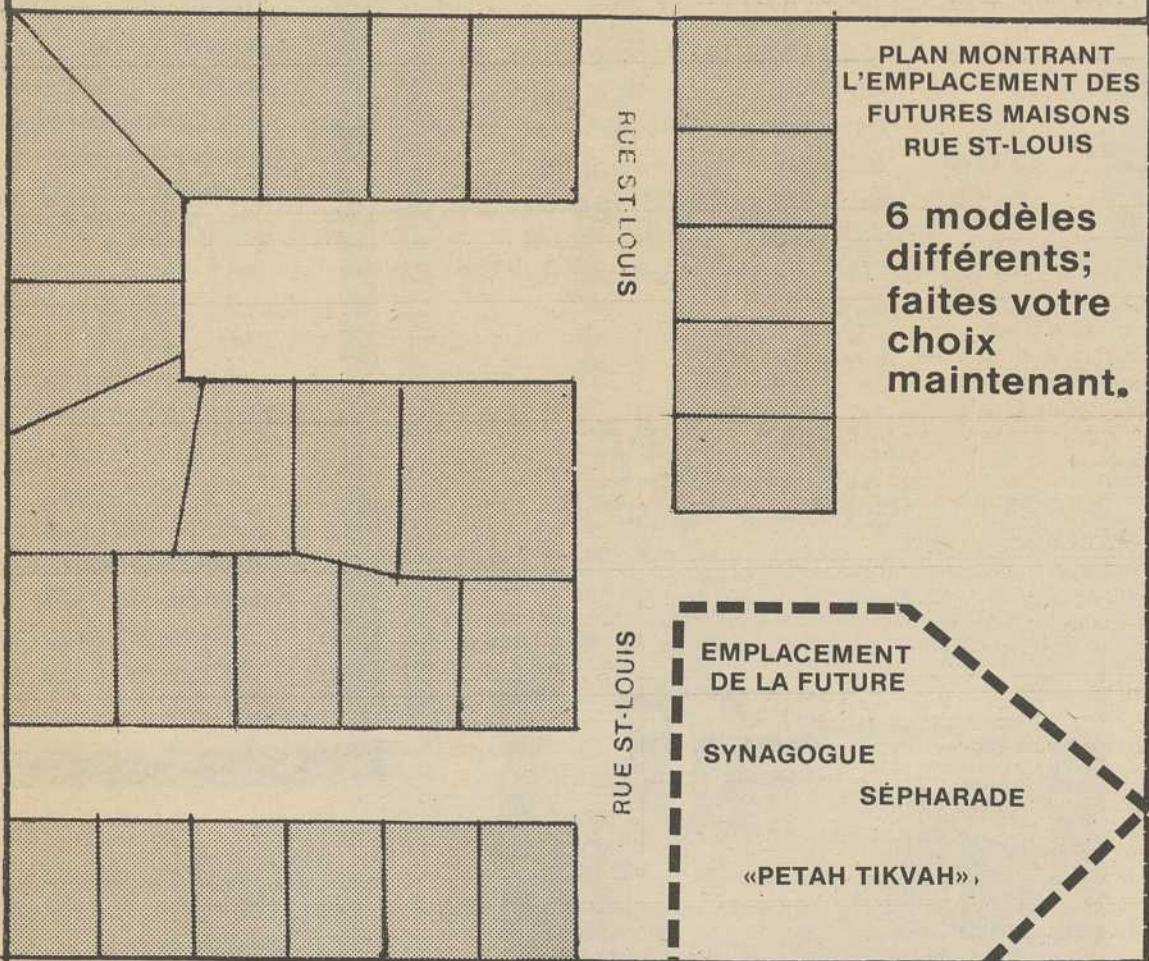 PLAN MONTRANT
L'EMPLACEMENT DES
FUTURES MAISONS
RUE ST-LOUIS
6 modèles
différents;
faites votre
choix
maintenant.
RUE ST-LOUIS
RUE ST-LOUIS
EMPLACEMENT
DE LA FUTURE
SYNAGOGUE
SÉPHARADE
«PETAH TIKVAH»,